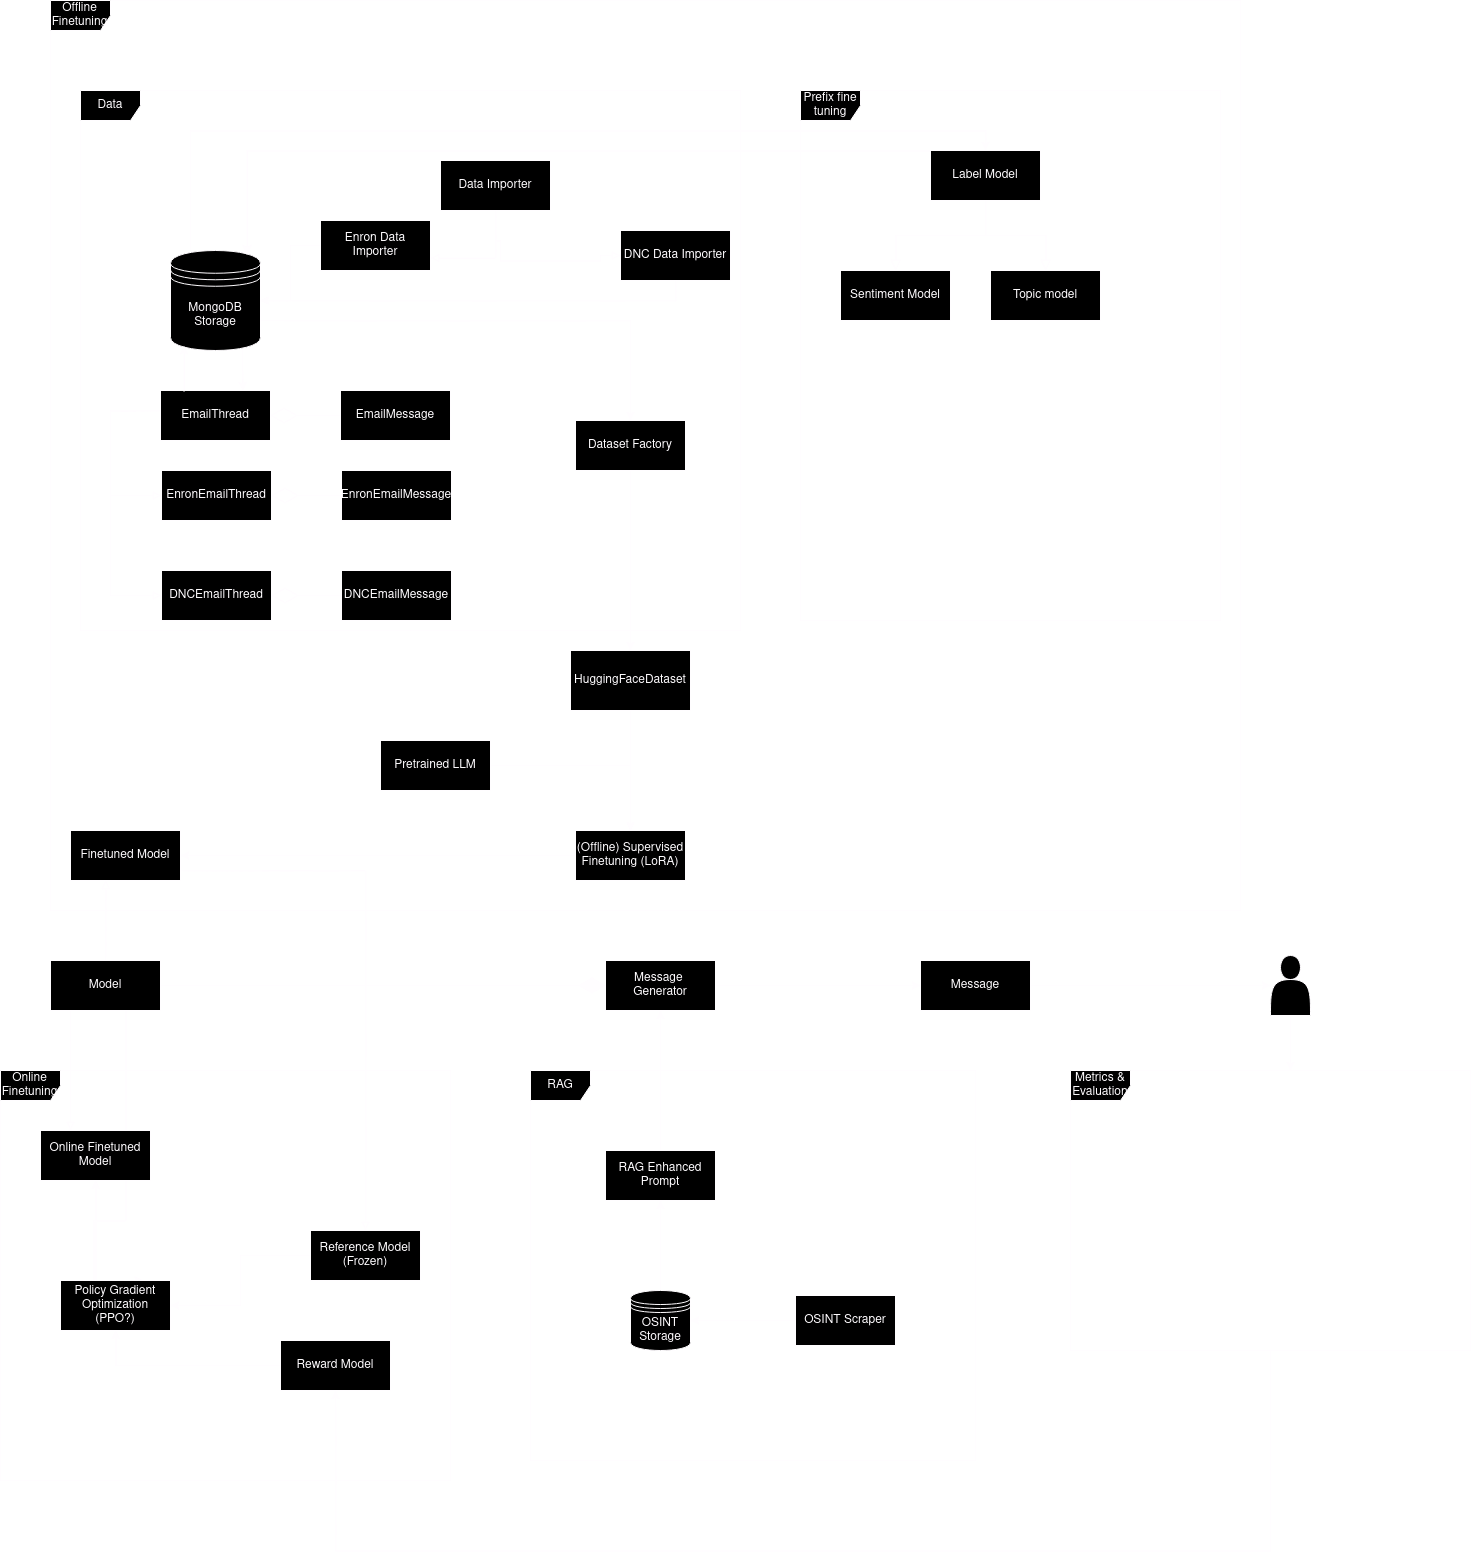 Offline
Finetuning
Data
Prefix fine
tuning
Label Model
Data Importer
Enron Data
Importer
DNC Data Importer
Sentiment Model
Topic model
MongoDB
Storage
EmailThread
EmailMessage
Dataset Factory
EnronEmailThread
EnronEmailMessage
DNCEmailThread
DNCEmailMessage
HuggingFaceDataset
Pretrained LLM
Finetuned Model
(Offline) Supervised
Finetuning (LoRA)
Model
Message
Generator
Message
Online
Finetuning
RAG
Metrics &
Evaluation
Online Finetuned
Model
RAG Enhanced
Prompt
Reference Model
(Frozen)
Policy Gradient
Optimization
(PPO?)
OSINT
Storage
OSINT Scraper
Reward Model